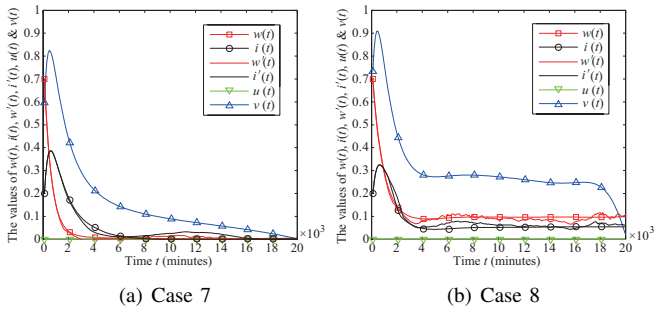 The values of w(t), i(t), w'(t), i'(t), u(t) & v(t)
1
0.9
0.8
0.7
0.6
0.5
0.4
0.3
0.2
0.1
0
w(t)
i(t)
w'(t)
i'(t)
u(t)
v(t)
0 2 4 6 8 10 12 14 16 18 20
×10³
Time t (minutes)
(a) Case 7
The values of w(t), i(t), w'(t), i'(t), u(t) & v(t)
1
0.9
0.8
0.7
0.6
0.5
0.4
0.3
0.2
0.1
0
w(t)
i(t)
w'(t)
i'(t)
u(t)
v(t)
0 2 4 6 8 10 12 14 16 18 20
×10³
Time t (minutes)
(b) Case 8